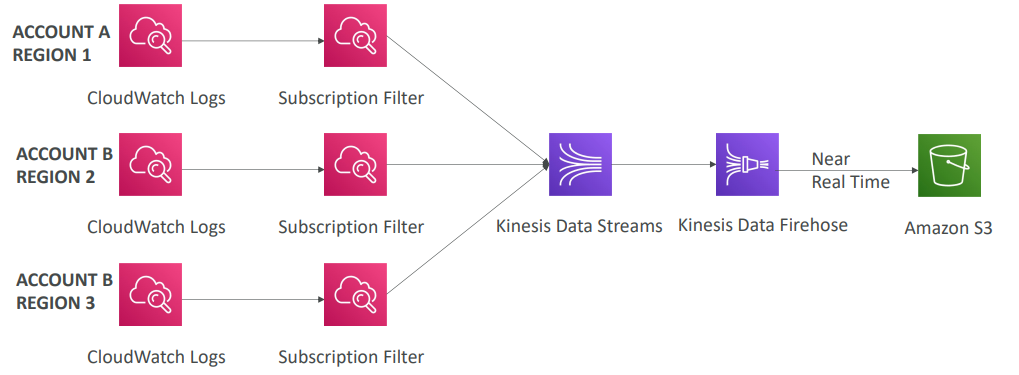 ACCOUNT A
REGION 1
CloudWatch Logs
Subscription Filter
ACCOUNT B
REGION 2
CloudWatch Logs
Subscription Filter
Kinesis Data Streams
Kinesis Data Firehose
Near
Real Time
Amazon S3
ACCOUNT B
REGION 3
CloudWatch Logs
Subscription Filter